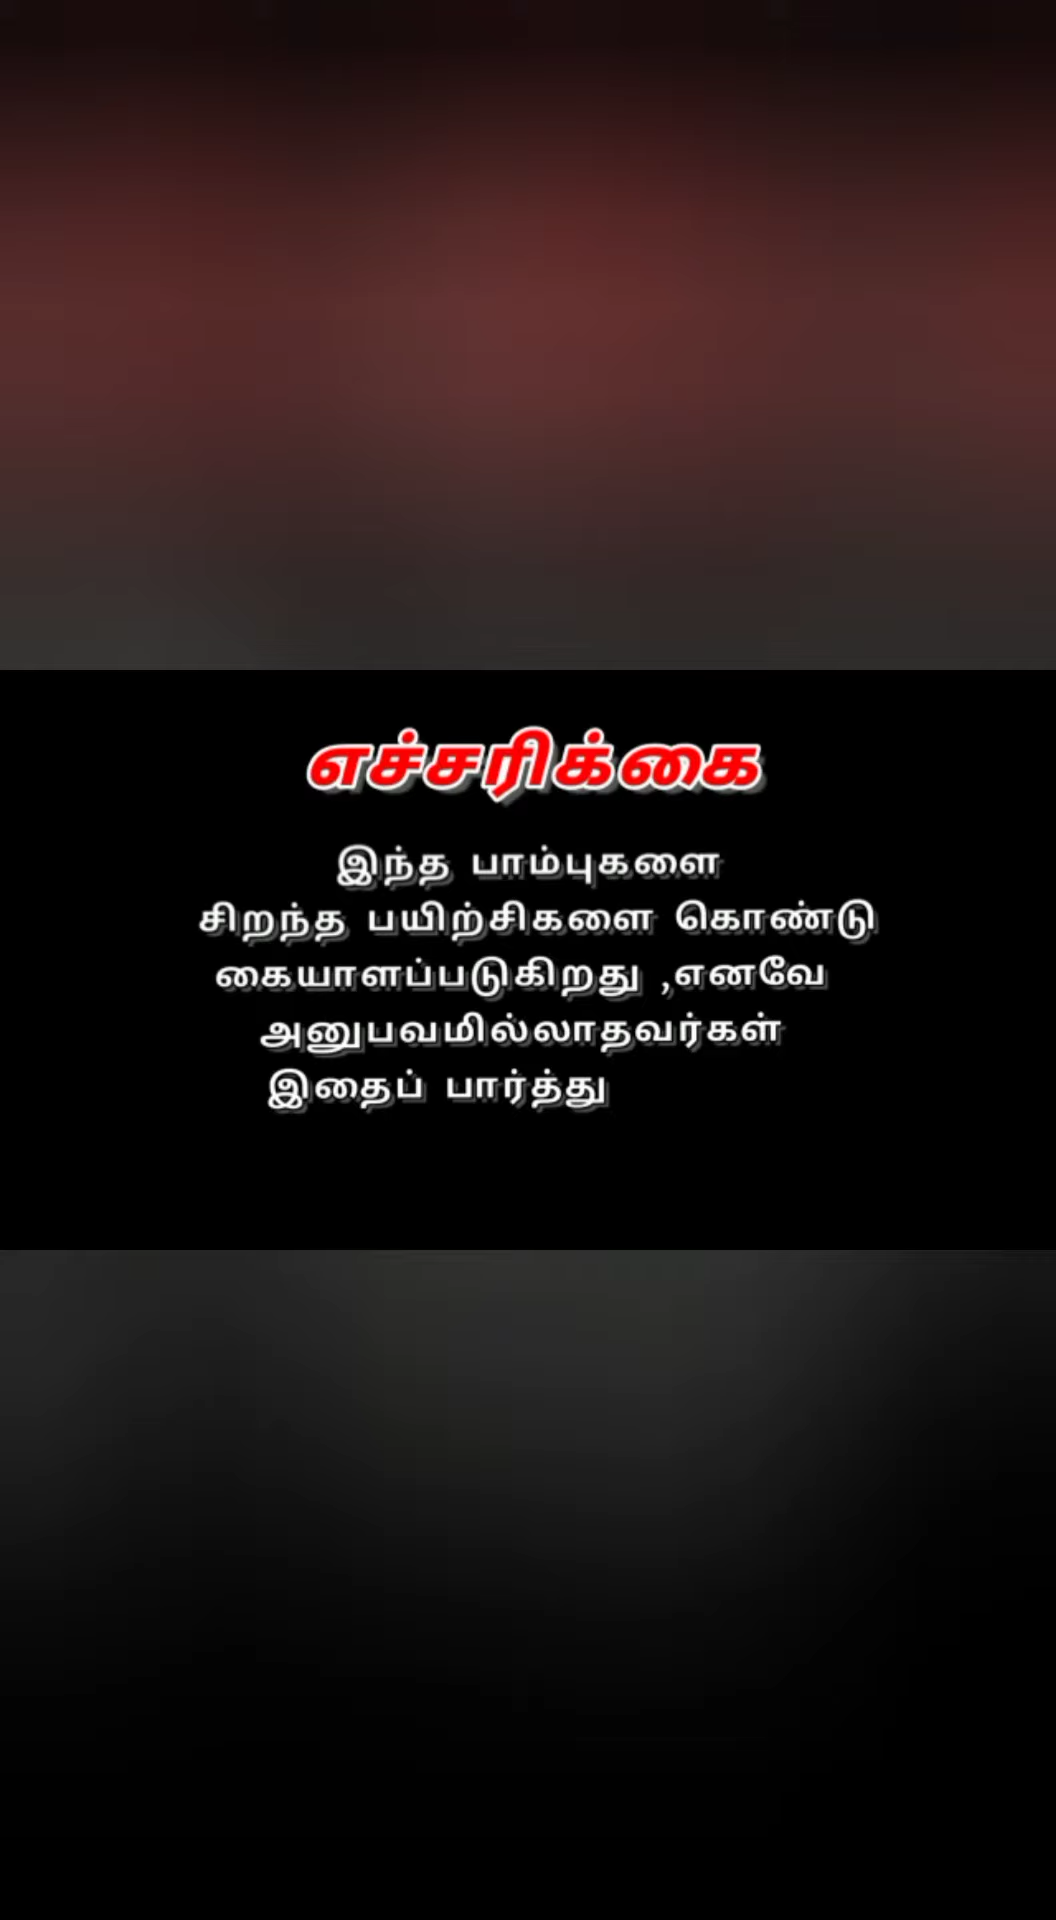 எச்சரிக்கை
இந்த பாம்புகளை
சிறந்த பயிற்சிகளை கொண்டு
கையாளப்படுகிறது ,எனவே
அனுபவமில்லாதவர்கள்
இதைப் பார்த்து